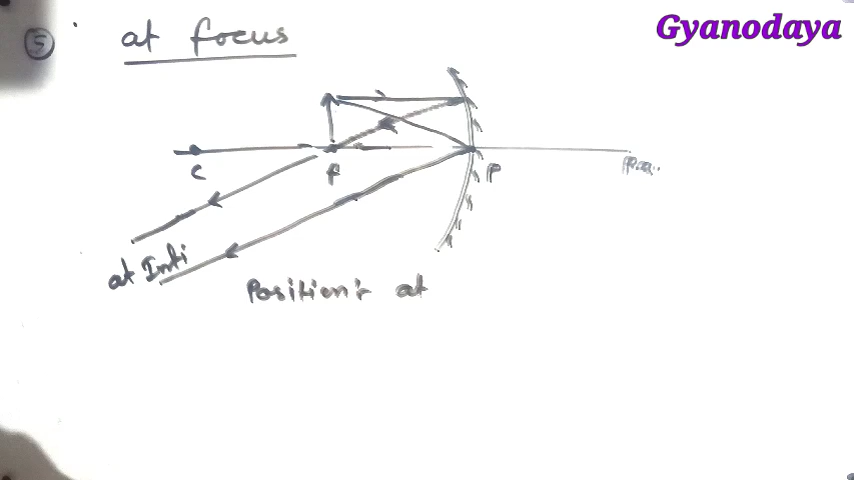 Gyanodaya
5
at focus
C F P
at Infi
Position:- at